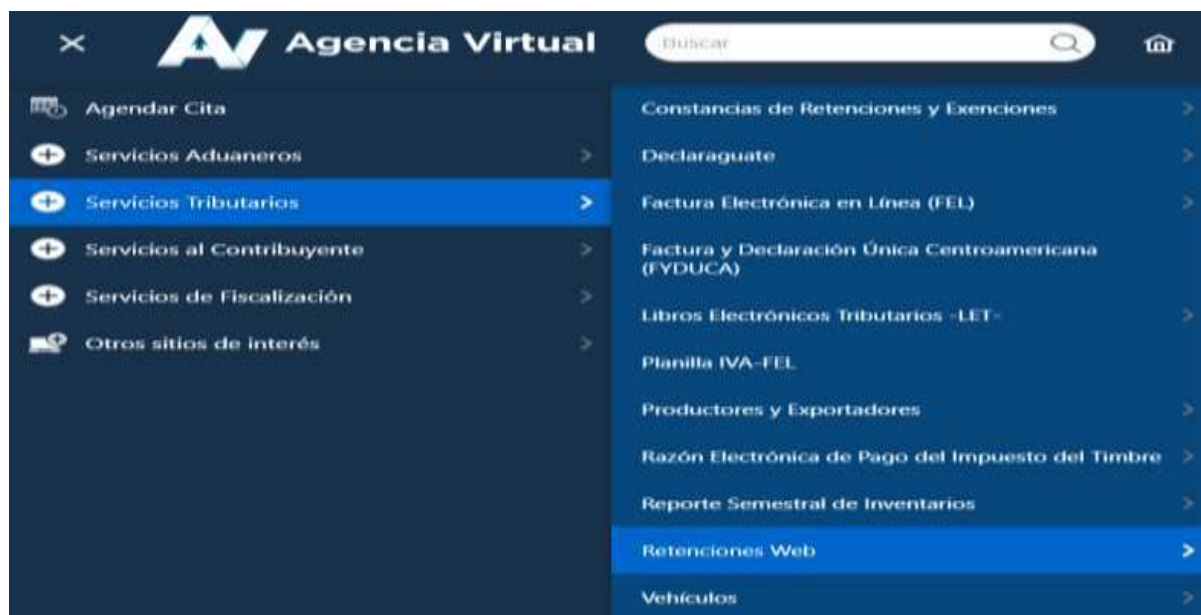 Agencia Virtual
Buscar
Agendar Cita
Servicios Aduaneros
Servicios Tributarios
Servicios al Contribuyente
Servicios de Fiscalización
Otros sitios de interés
Constancias de Retenciones y Exenciones
Declaraguate
Factura Electrónica en Línea (FEL)
Factura y Declaración Única Centroamericana
(FYDUCA)
Libros Electrónicos Tributarios -LET-
Planilla IVA-FEL
Productores y Exportadores
Razón Electrónica de Pago del Impuesto del Timbre
Reporte Semestral de Inventarios
Retenciones Web
Vehículos